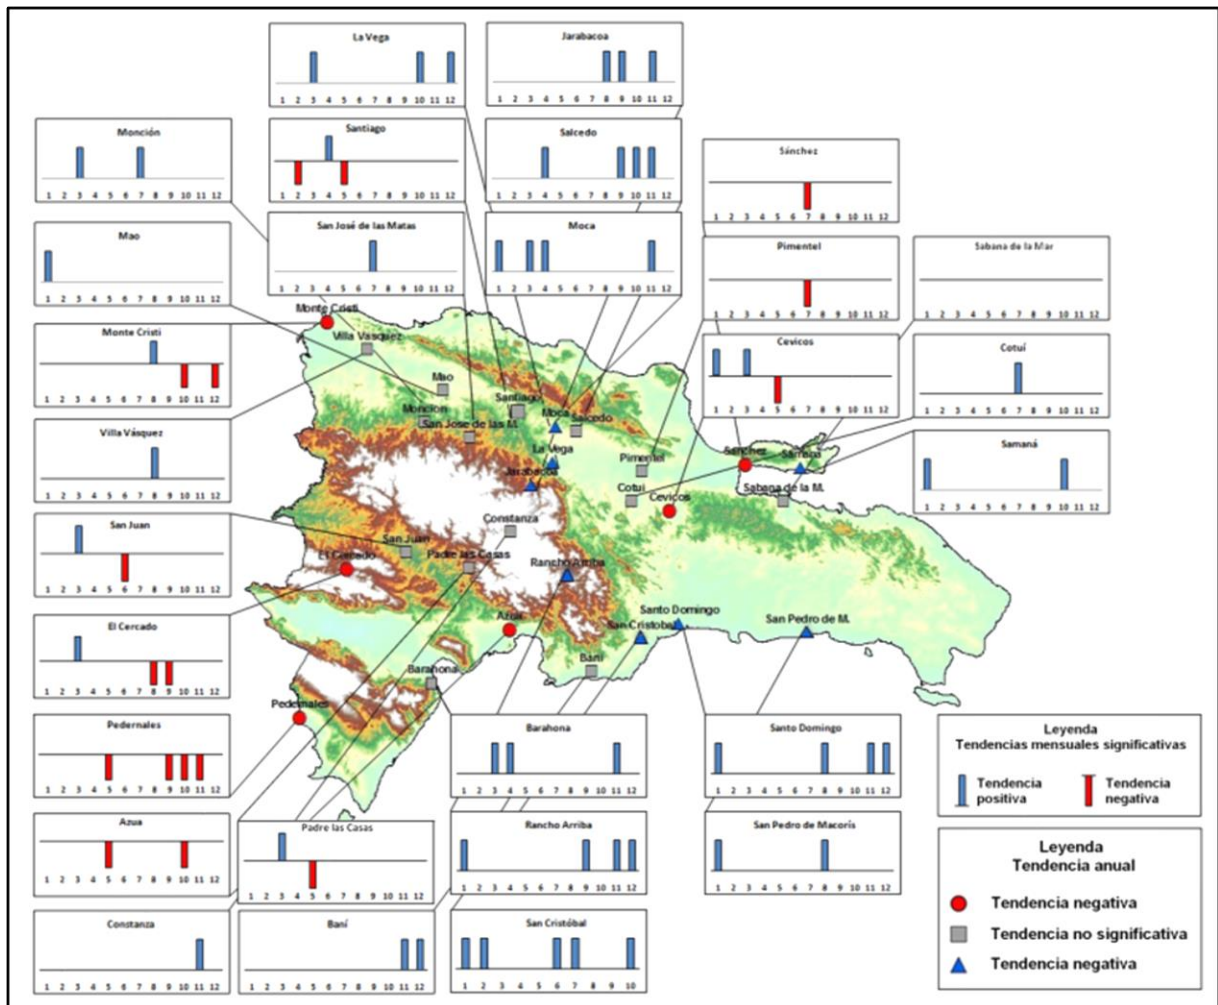 La Vega
1 2 3 4 5 6 7 8 9 10 11 12
Jarabacoa
1 2 3 4 5 6 7 8 9 10 11 12
Monción
1 2 3 4 5 6 7 8 9 10 11 12
Santiago
1 2 3 4 5 6 7 8 9 10 11 12
Salcedo
1 2 3 4 5 6 7 8 9 10 11 12
Sánchez
1 2 3 4 5 6 7 8 9 10 11 12
Mao
1 2 3 4 5 6 7 8 9 10 11 12
San José de las Matas
1 2 3 4 5 6 7 8 9 10 11 12
Moca
1 2 3 4 5 6 7 8 9 10 11 12
Pimentel
1 2 3 4 5 6 7 8 9 10 11 12
Sabana de la Mar
1 2 3 4 5 6 7 8 9 10 11 12
Monte Cristi
1 2 3 4 5 6 7 8 9 10 11 12
Cevicos
1 2 3 4 5 6 7 8 9 10 11 12
Cotuí
1 2 3 4 5 6 7 8 9 10 11 12
Villa Vásquez
1 2 3 4 5 6 7 8 9 10 11 12
Samaná
1 2 3 4 5 6 7 8 9 10 11 12
San Juan
1 2 3 4 5 6 7 8 9 10 11 12
El Cercado
1 2 3 4 5 6 7 8 9 10 11 12
Pedernales
1 2 3 4 5 6 7 8 9 10 11 12
Azua
1 2 3 4 5 6 7 8 9 10 11 12
Padre las Casas
1 2 3 4 5 6 7 8 9 10 11 12
Constanza
1 2 3 4 5 6 7 8 9 10 11 12
Baní
1 2 3 4 5 6 7 8 9 10 11 12
Barahona
1 2 3 4 5 6 7 8 9 10 11 12
Rancho Arriba
1 2 3 4 5 6 7 8 9 10 11 12
San Cristóbal
1 2 3 4 5 6 7 8 9 10 11 12
Santo Domingo
1 2 3 4 5 6 7 8 9 10 11 12
San Pedro de Macorís
1 2 3 4 5 6 7 8 9 10 11 12
Monte Cristi
Villa Vasquez
Mao
Moncion
Santiago
San Jose de las M.
Moca
Salcedo
La Vega
Jarabacoa
Pimentel
Cotui
Cevicos
Sanchez
Samana
Sabana de la M.
Constanza
San Juan
El Cercado
Padre las Casas
Rancho Arriba
Azua
Santo Domingo
San Cristobal
San Pedro de M.
Bani
Barahona
Pedernales
Leyenda
Tendencias mensuales significativas
Tendencia positiva
Tendencia negativa
Leyenda
Tendencia anual
Tendencia negativa
Tendencia no significativa
Tendencia negativa